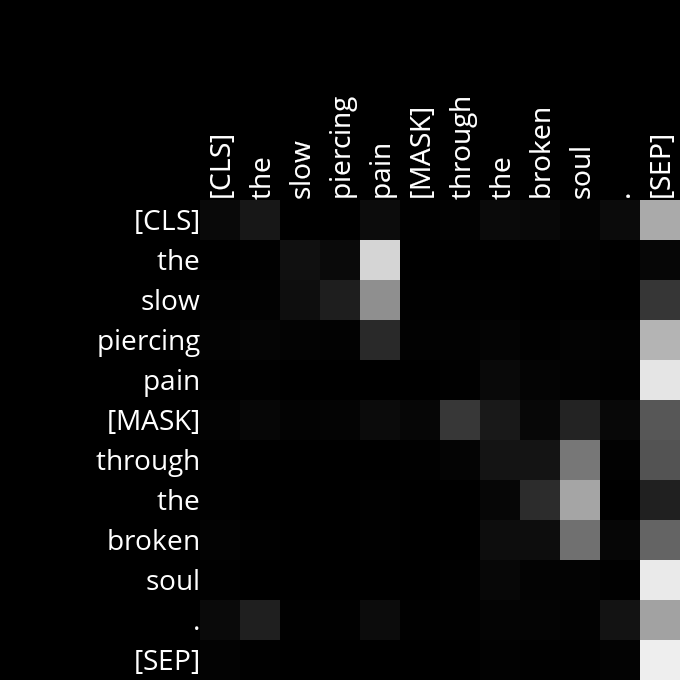 [CLS] the slow piercing pain [MASK] through the broken soul . [SEP]
[CLS]
the
slow
piercing
pain
[MASK]
through
the
broken
soul
.
[SEP]